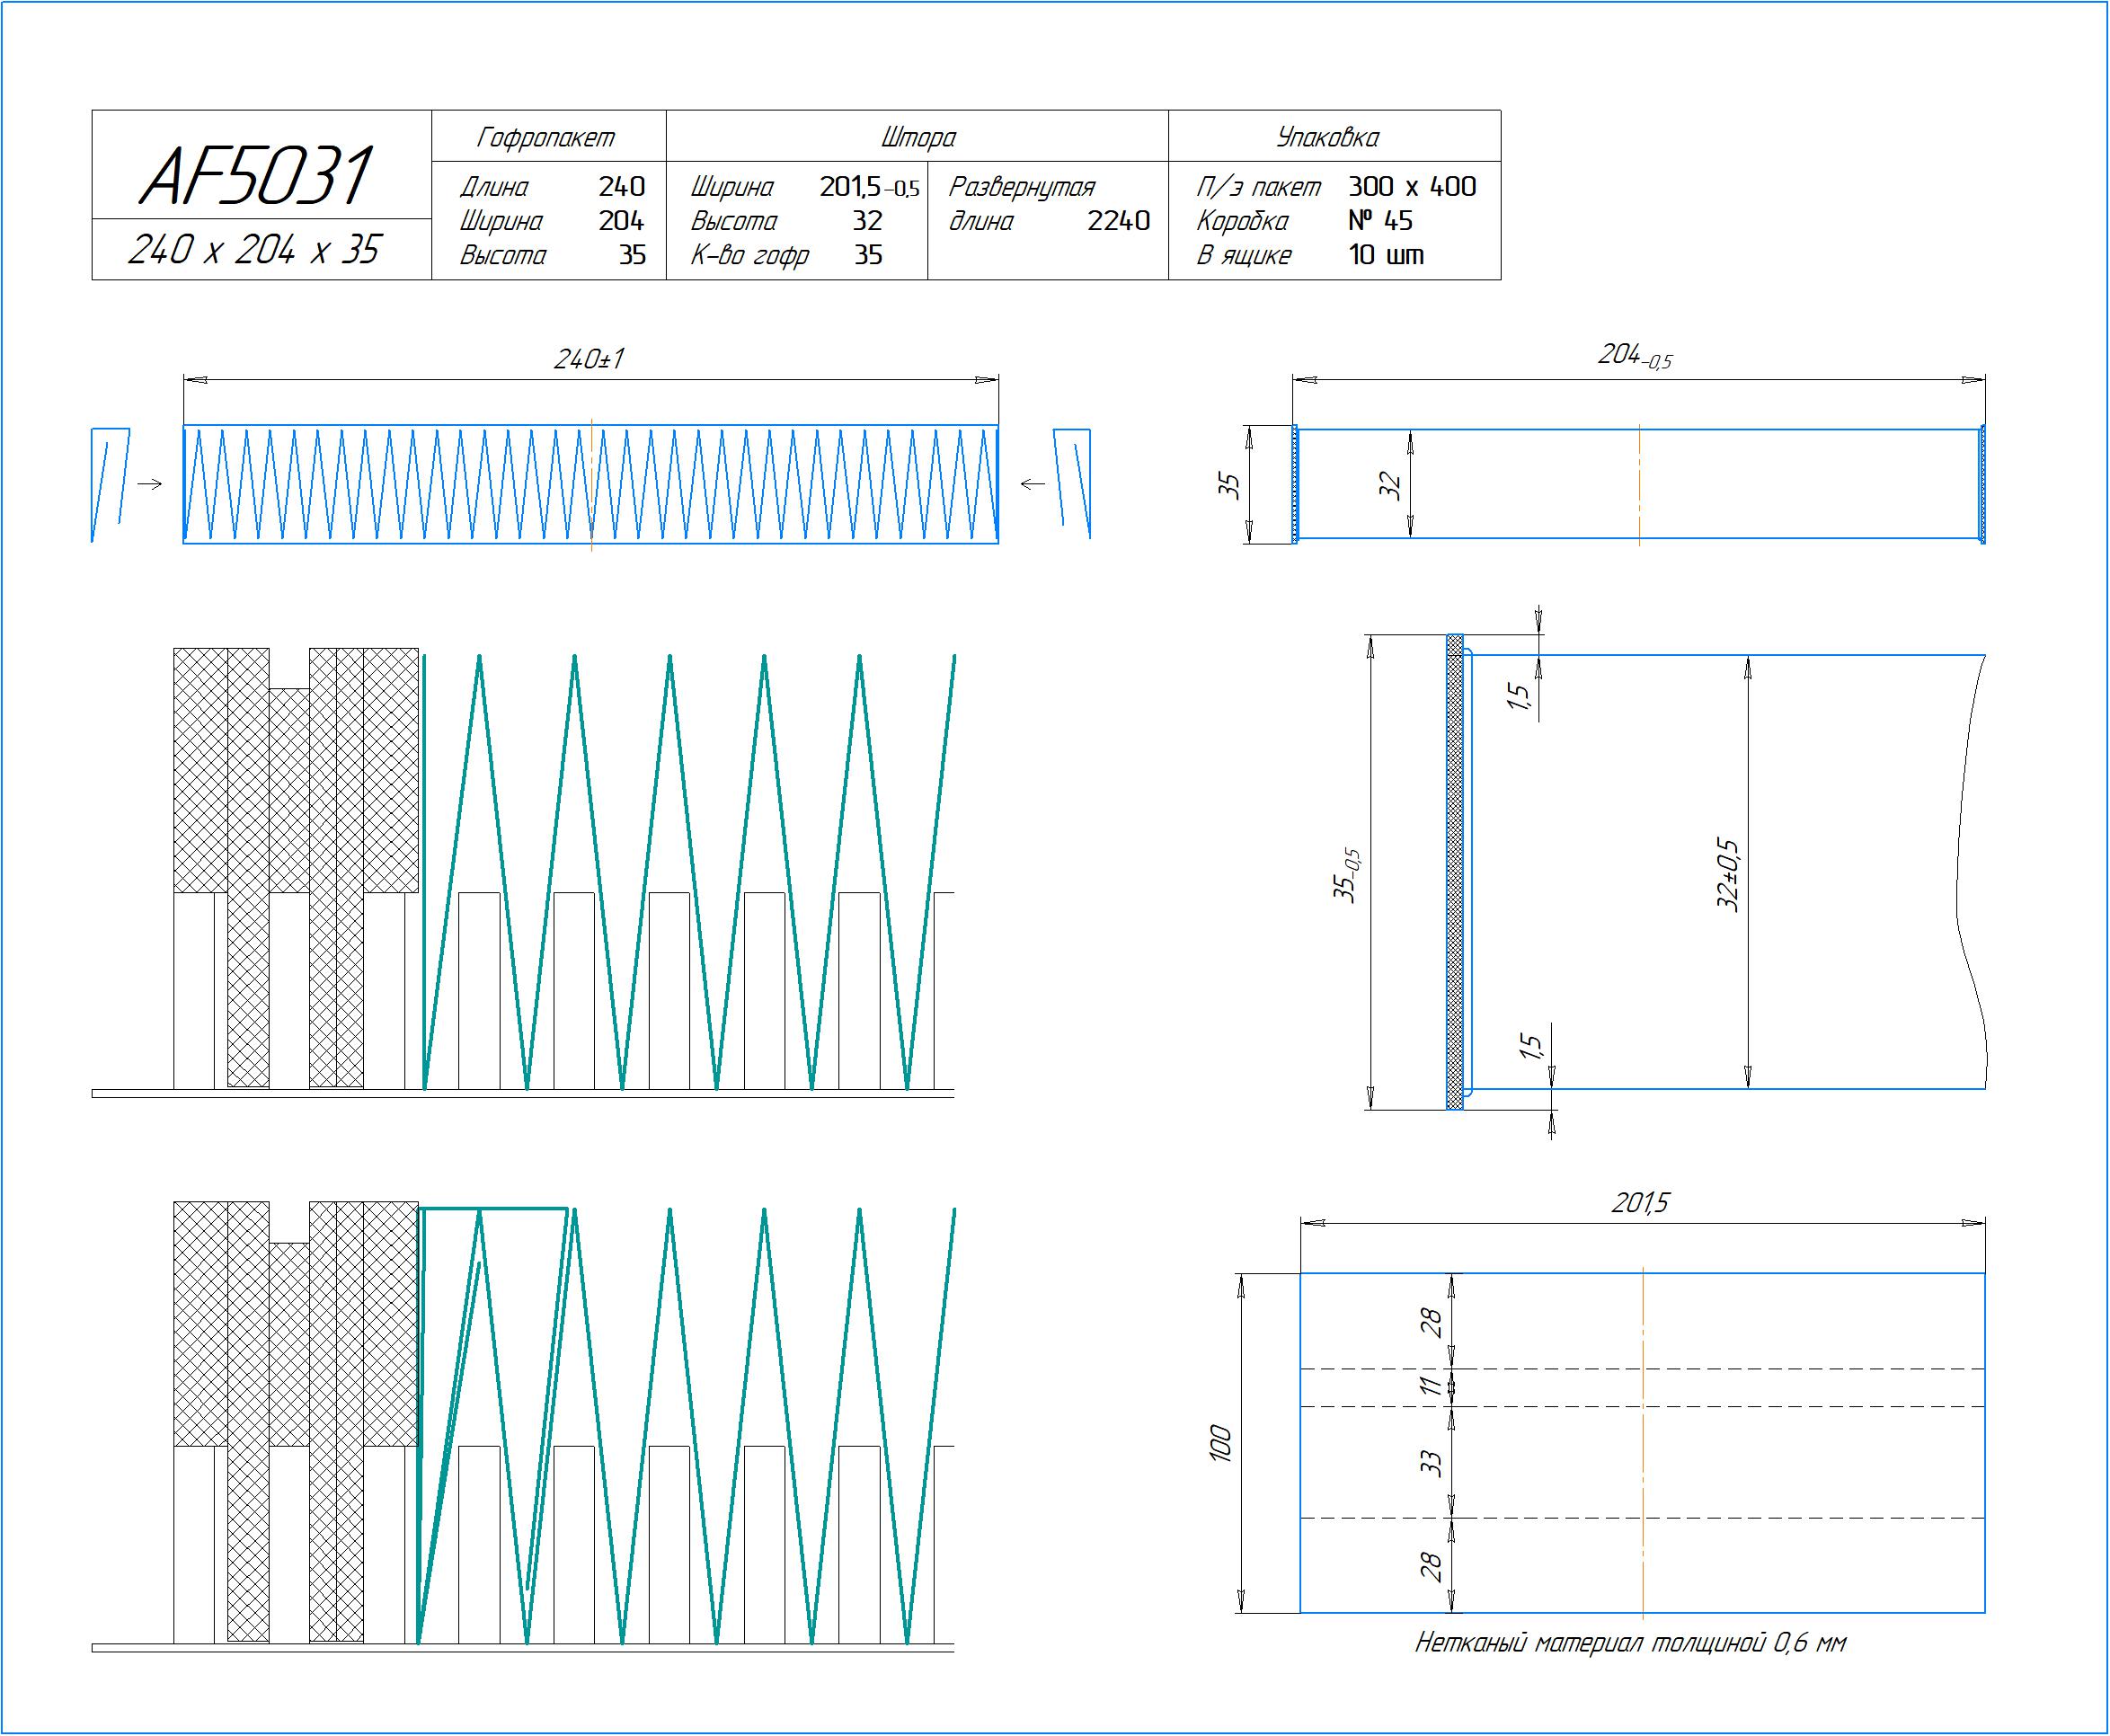 AF5031
240 x 204 x 35
Гофропакет
Длина 240
Ширина 204
Высота 35
Штора
Ширина 201,5 –0,5
Высота 32
К-во гофр 35
Развернутая
длина 2240
Упаковка
П/э пакет 300 x 400
Коробка № 45
В ящике 10 шт
240±1
204–0,5
35
32
1,5
35–0,5
32±0,5
1,5
201,5
28
11
100
33
28
Нетканый материал толщиной 0,6 мм